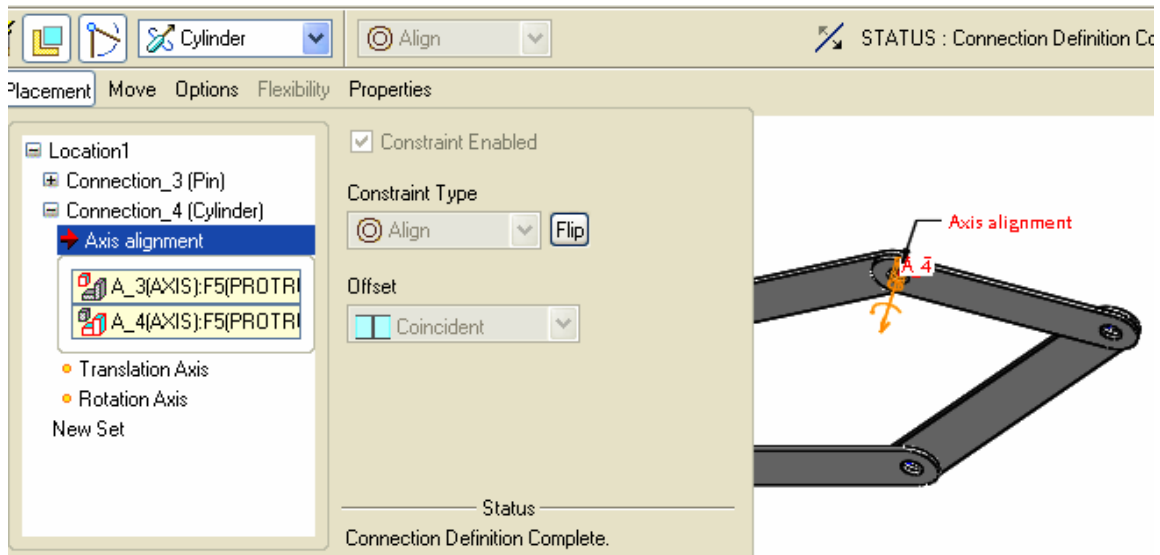 Cylinder
Align
STATUS : Connection Definition Co
Placement Move Options Flexibility Properties
Location1
Connection_3 (Pin)
Connection_4 (Cylinder)
Axis alignment
A_3(AXIS):F5(PROTRU
A_4(AXIS):F5(PROTRU
Translation Axis
Rotation Axis
New Set
Constraint Enabled
Constraint Type
Align
Flip
Offset
Coincident
Status
Connection Definition Complete.
Axis alignment
A_4